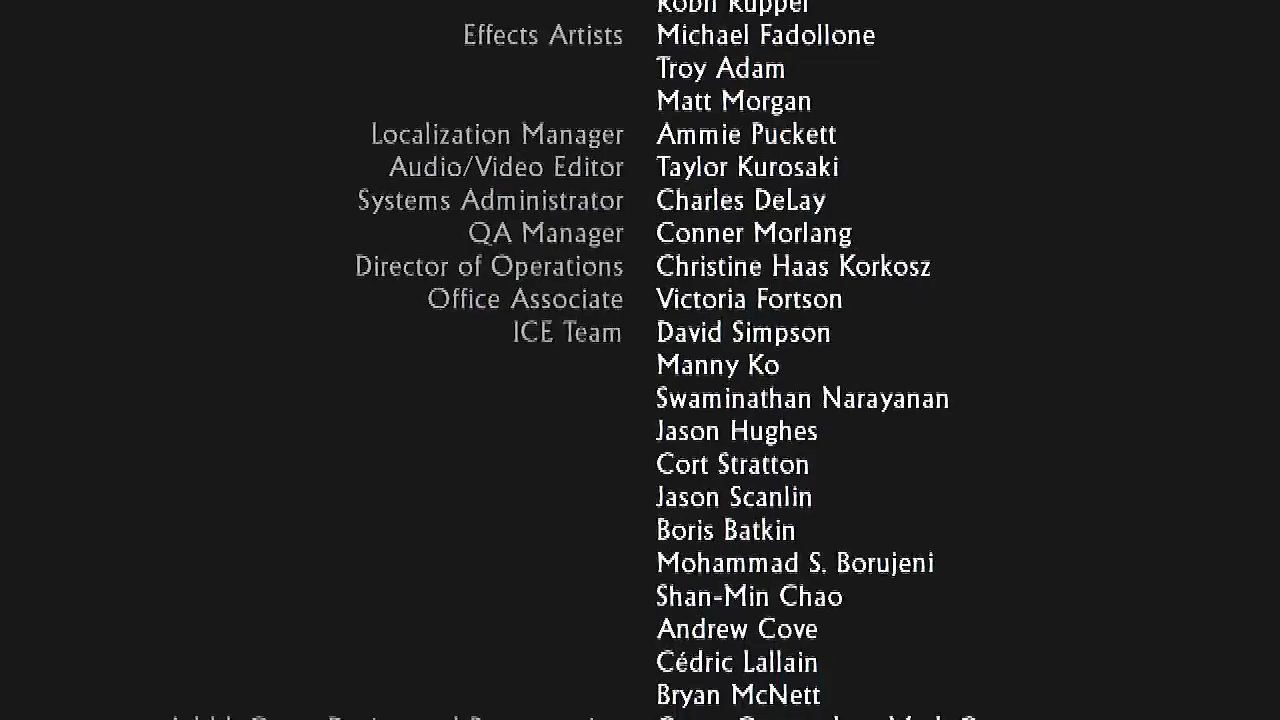 Robh Ruppel
Effects Artists Michael Fadollone
Troy Adam
Matt Morgan
Localization Manager Ammie Puckett
Audio/Video Editor Taylor Kurosaki
Systems Administrator Charles DeLay
QA Manager Conner Morlang
Director of Operations Christine Haas Korkosz
Office Associate Victoria Fortson
ICE Team David Simpson
Manny Ko
Swaminathan Narayanan
Jason Hughes
Cort Stratton
Jason Scanlin
Boris Batkin
Mohammad S. Borujeni
Shan-Min Chao
Andrew Cove
Cédric Lallain
Bryan McNett